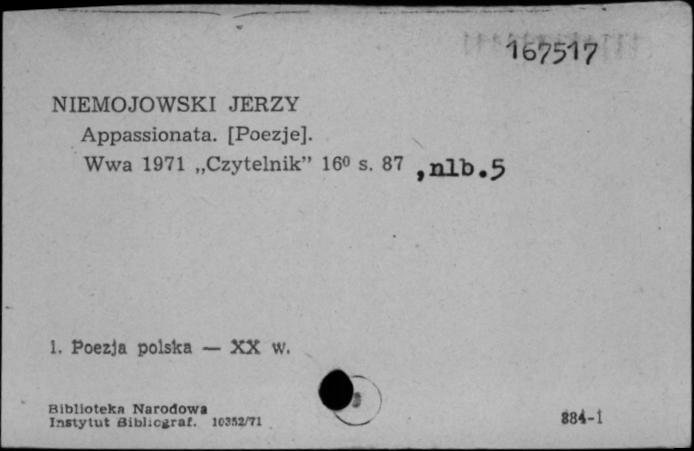 167517
NIEMOJOWSKI JERZY
Appassionata. [Poezje].
Wwa 1971 „Czytelnik” 16⁰ s. 87 , nlb.5
1. Poezja polska — XX w.
Biblioteka Narodowa
Instytut Bibliograf. 10352/71
884-1